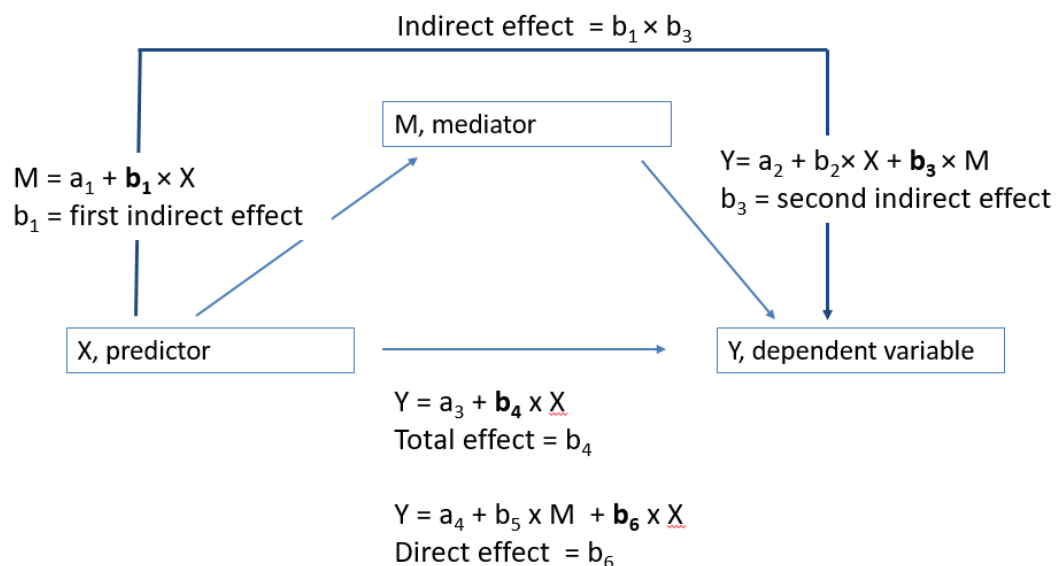 Indirect effect = b₁ × b₃
M, mediator
M = a₁ + b₁ × X
b₁ = first indirect effect
Y= a₂ + b₂× X + b₃ × M
b₃ = second indirect effect
X, predictor
Y, dependent variable
Y = a₃ + b₄ x X
Total effect = b₄
Y = a₄ + b₅ x M + b₆ x X
Direct effect = b₆